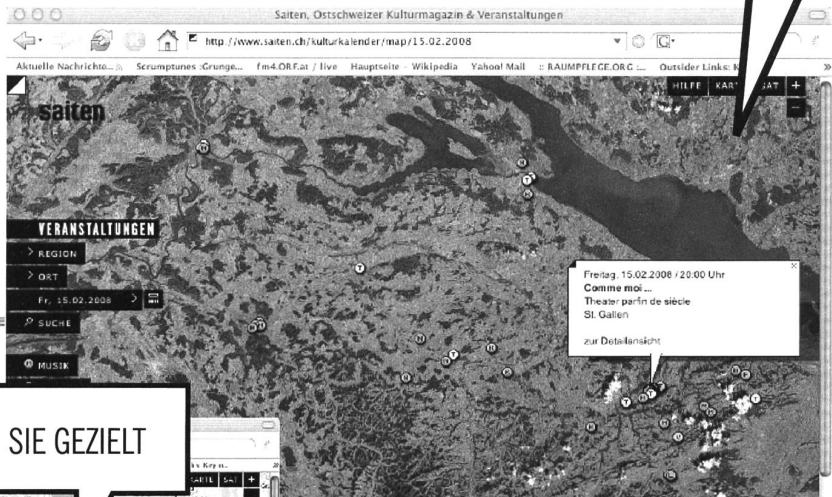 Saiten, Ostschweizer Kulturmagazin & Veranstaltungen
http://www.saiten.ch/kulturkalender/map/15.02.2008
Aktuelle Nachrichte... Scrumptunes :Grunge... fm4.ORF.at / live Hauptseite – Wikipedia Yahoo! Mail :: RAUMPFLEGE.ORG :... Outsider Links:
HILFE KART SAT +
–
saiten
VERANSTALTUNGEN
> REGION
> ORT
Fr, 15.02.2008 >
SUCHE
MUSIK
Freitag, 15.02.2008 / 20:00 Uhr
Comme moi ...
Theater parfin de siècle
St. Gallen
zur Detailansicht
SIE GEZIELT
KARTE SAT +